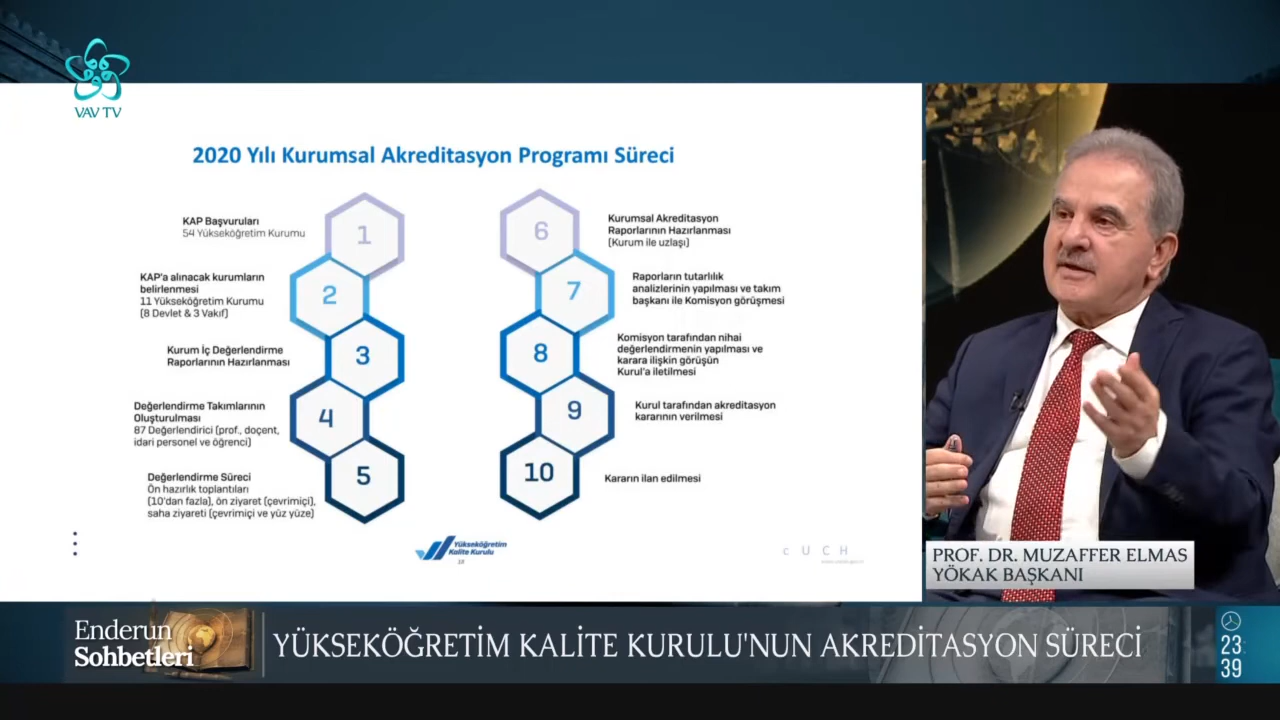 VAV TV
2020 Yılı Kurumsal Akreditasyon Programı Süreci
KAP Başvuruları
54 Yükseköğretim Kurumu
1
KAP'a alınacak kurumların
belirlenmesi
11 Yükseköğretim Kurumu
(8 Devlet & 3 Vakıf)
2
Kurum İç Değerlendirme
Raporlarının Hazırlanması
3
Değerlendirme Takımlarının
Oluşturulması
87 Değerlendirici (prof., doçent,
idari personel ve öğrenci)
4
Değerlendirme Süreci
Ön hazırlık toplantıları
(10'dan fazla), ön ziyaret (çevrimiçi),
saha ziyareti (çevrimiçi ve yüz yüze)
5
6
Kurumsal Akreditasyon
Raporlarının Hazırlanması
(Kurum ile uzlaşı)
7
Raporların tutarlılık
analizlerinin yapılması ve takım
başkanı ile Komisyon görüşmesi
8
Komisyon tarafından nihai
değerlendirmenin yapılması ve
karara ilişkin görüşün
Kurul'a iletilmesi
9
Kurul tarafından akreditasyon
kararının verilmesi
10
Kararın ilan edilmesi
Yükseköğretim
Kalite Kurulu
18
c U C H
PROF. DR. MUZAFFER ELMAS
YÖKAK BAŞKANI
Enderun
Sohbetleri
YÜKSEKÖĞRETİM KALİTE KURULU'NUN AKREDİTASYON SÜRECİ
23
39